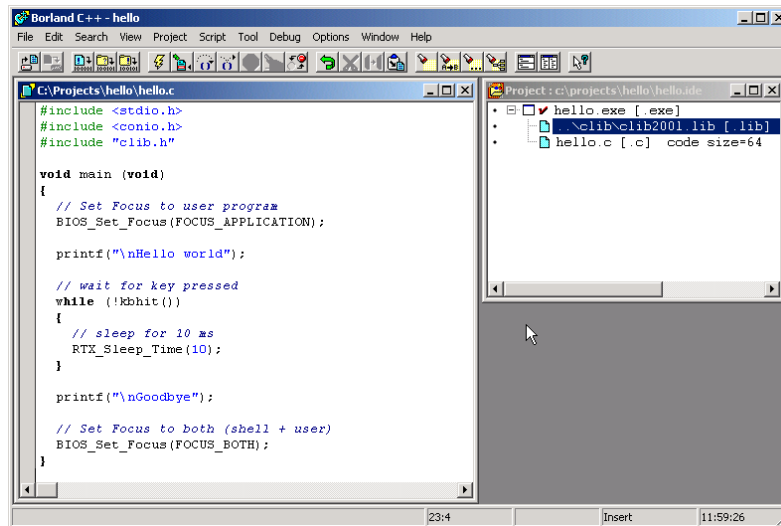 Borland C++ - hello
File Edit Search View Project Script Tool Debug Options Window Help
C:\Projects\hello\hello.c
#include <stdio.h>
#include <conio.h>
#include "clib.h"
void main (void)
{
// Set Focus to user program
BIOS_Set_Focus(FOCUS_APPLICATION);
printf("\nHello world");
// wait for key pressed
while (!kbhit())
{
// sleep for 10 ms
RTX_Sleep_Time(10);
}
printf("\nGoodbye");
// Set Focus to both (shell + user)
BIOS_Set_Focus(FOCUS_BOTH);
}
Project : c:\projects\hello\hello.ide
hello.exe [.exe]
..\clib\clib2001.lib [.lib]
hello.c [.c] code size=64
23:4 Insert 11:59:26